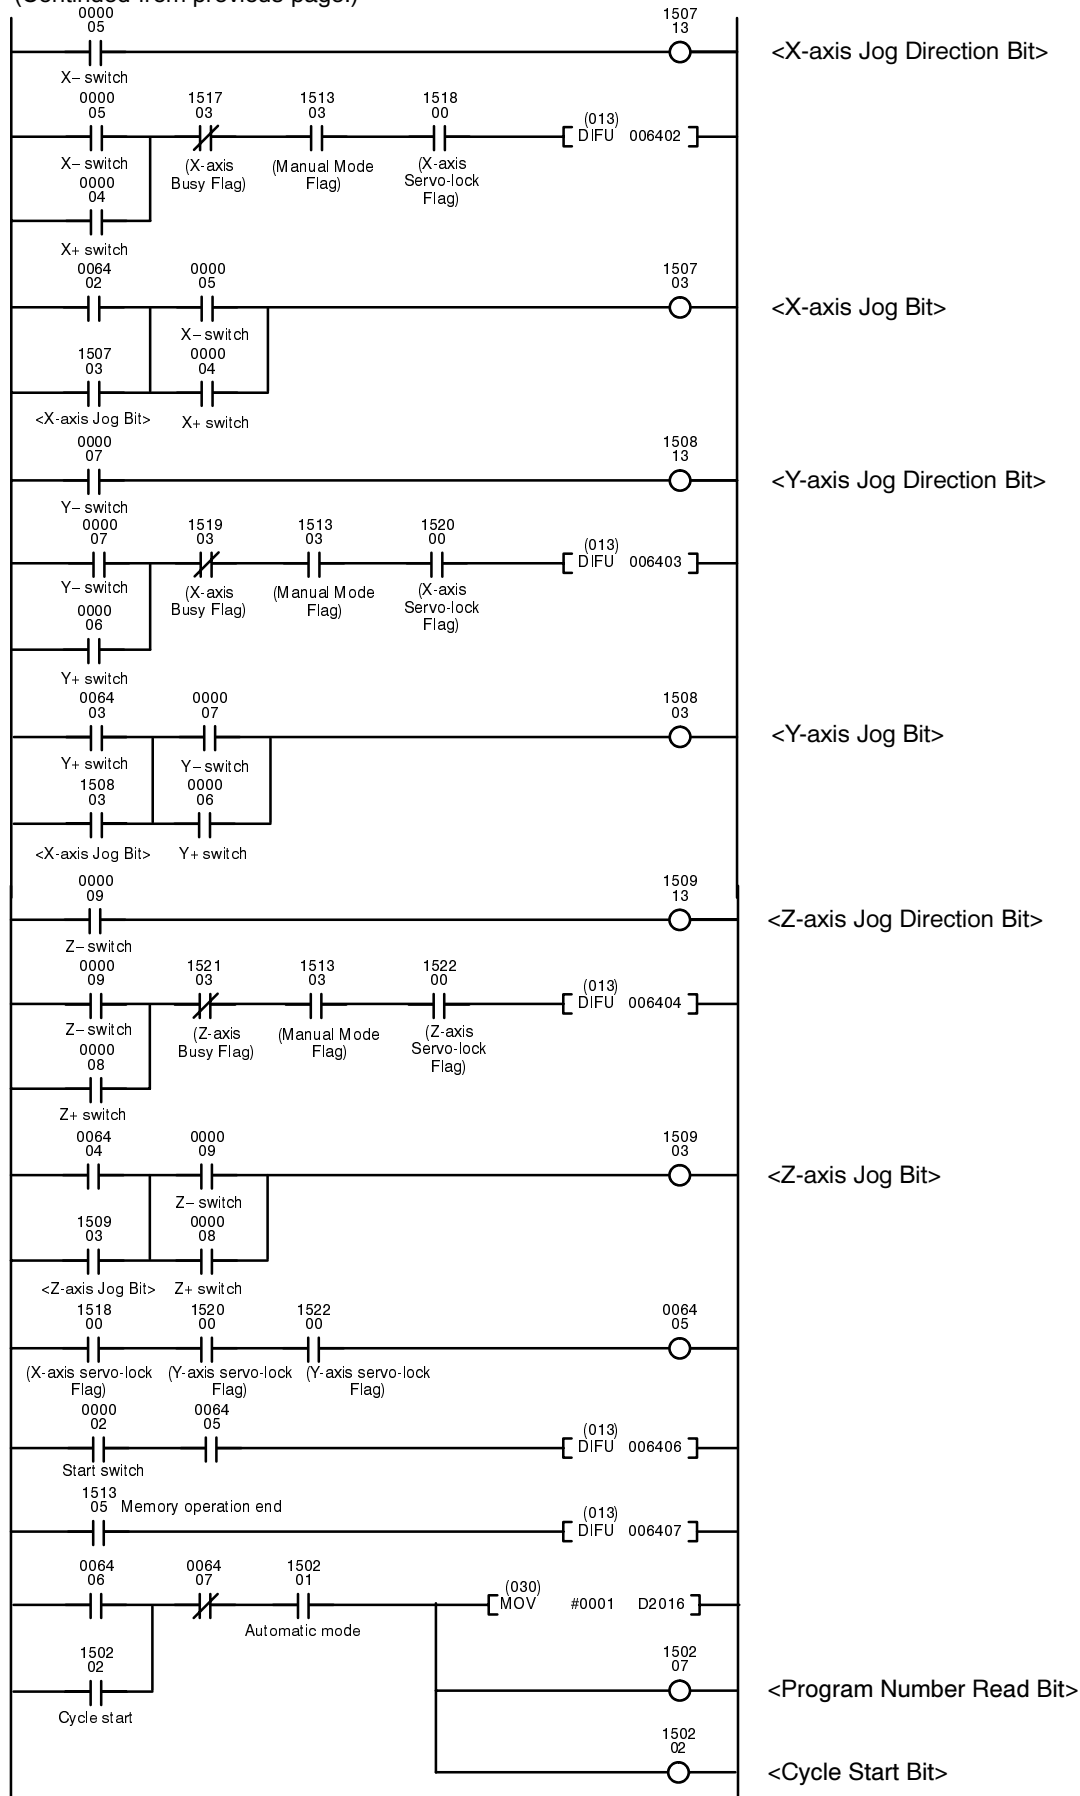 (Continued from previous page.)
0000 1507
05 13
<X-axis Jog Direction Bit>
X– switch
0000 1517 1513 1518
05 03 03 00 (013)
DIFU 006402
X– switch (X-axis (Manual Mode (X-axis
0000 Busy Flag) Flag) Servo-lock
04 Flag)
X+ switch
0064 0000 1507
02 05 03
<X-axis Jog Bit>
X– switch
1507 0000
03 04
<X-axis Jog Bit> X+ switch
0000 1508
07 13
<Y-axis Jog Direction Bit>
Y– switch
0000 1519 1513 1520
07 03 03 00 (013)
DIFU 006403
Y– switch (X-axis (Manual Mode (X-axis
0000 Busy Flag) Flag) Servo-lock
06 Flag)
Y+ switch
0064 0000 1508
03 07 03
<Y-axis Jog Bit>
Y+ switch Y– switch
1508 0000
03 06
<X-axis Jog Bit> Y+ switch
0000 1509
09 13
<Z-axis Jog Direction Bit>
Z– switch
0000 1521 1513 1522
09 03 03 00 (013)
DIFU 006404
Z– switch (Z-axis (Manual Mode (Z-axis
0000 Busy Flag) Flag) Servo-lock
08 Flag)
Z+ switch
0064 0000 1509
04 09 03
<Z-axis Jog Bit>
Z– switch
1509 0000
03 08
<Z-axis Jog Bit> Z+ switch
1518 1520 1522 0064
00 00 00 05
(X-axis servo-lock (Y-axis servo-lock (Y-axis servo-lock
Flag) Flag) Flag)
0000 0064
02 05 (013)
DIFU 006406
Start switch
1513
05 Memory operation end (013)
DIFU 006407
0064 0064 1502
06 07 01 (030)
MOV #0001 D2016
Automatic mode
1502 1502
02 07
<Program Number Read Bit>
Cycle start
1502
02
<Cycle Start Bit>